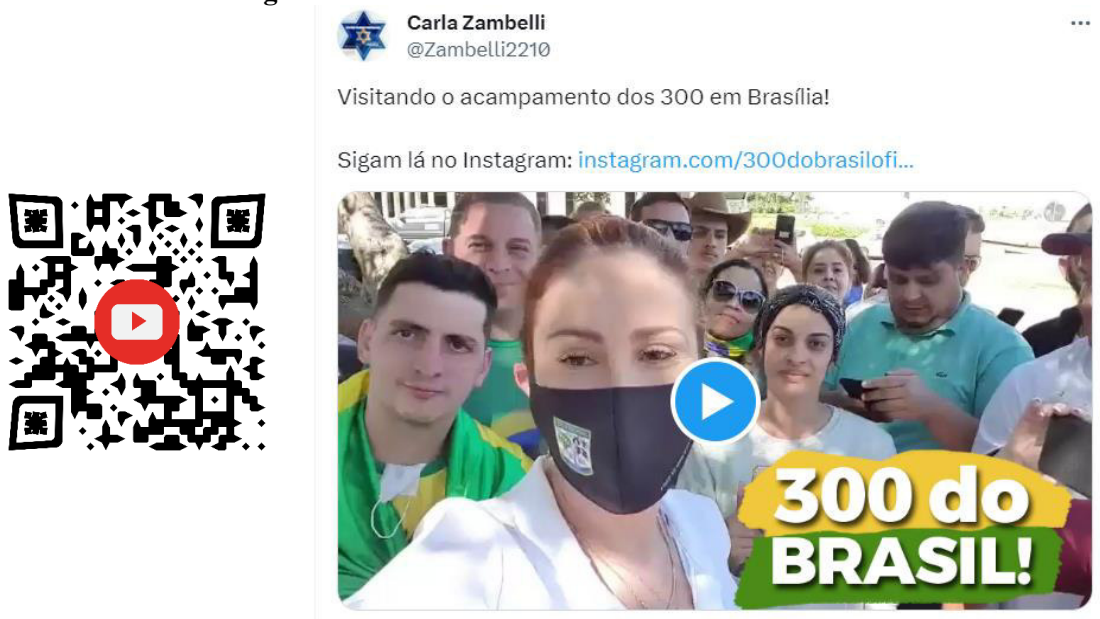 g
Carla Zambelli
@Zambelli2210
Visitando o acampamento dos 300 em Brasília!
Sigam lá no Instagram: instagram.com/300dobrasilofi...
300 do
BRASIL!